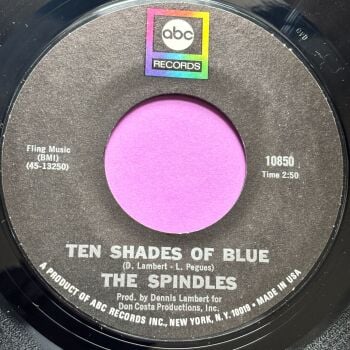 abc
RECORDS
Fling Music
(BMI)
(45-13250)
10850
Time 2:50
TEN SHADES OF BLUE
(D. Lambert - L. Pegues)
THE SPINDLES
Prod. by Dennis Lambert for
Don Costa Productions, Inc.
A PRODUCT OF ABC RECORDS INC., NEW YORK, N.Y. 10019 • MADE IN USA